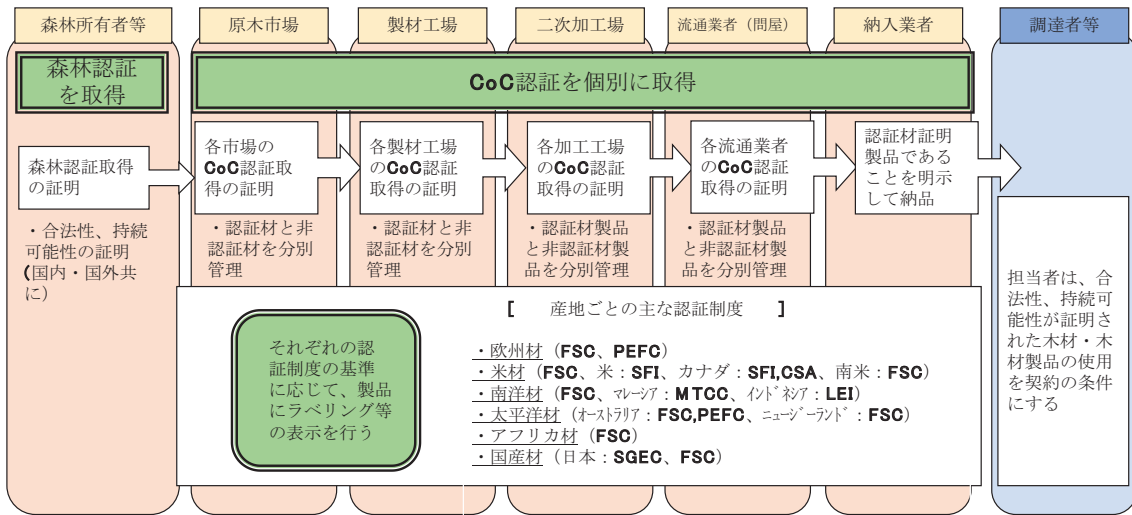 森林所有者等
原木市場
製材工場
二次加工場
流通業者（問屋）
納入業者
調達者等
森林認証
を取得
CoC認証を個別に取得
森林認証取得
の証明
各市場の
CoC認証取
得の証明
各製材工場
のCoC認証
取得の証明
各加工工場
のCoC認証
取得の証明
各流通業者
のCoC認証
取得の証明
認証材証明
製品である
ことを明示
して納品
・合法性、持続
可能性の証明
(国内・国外共
に）
・認証材と非
認証材を分別
管理
・認証材と非
認証材を分別
管理
・認証材製品
と非認証材製
品を分別管理
・認証材製品
と非認証材製
品を分別管理
担当者は、合
法性、持続可
能性が証明さ
れた木材・木
材製品の使用
を契約の条件
にする
それぞれの認
証制度の基準
に応じて、製品
にラベリング等
の表示を行う
[　産地ごとの主な認証制度　]
・欧州材（FSC、PEFC）
・米材（FSC、米：SFI、カナダ：SFI,CSA、南米：FSC）
・南洋材（FSC、ﾏﾚｰｼｱ：MTCC、ｲﾝﾄﾞﾈｼｱ：LEI）
・太平洋材（ｵｰｽﾄﾗﾘｱ：FSC,PEFC、ﾆｭｰｼﾞｰﾗﾝﾄﾞ：FSC）
・アフリカ材（FSC）
・国産材（日本：SGEC、FSC）